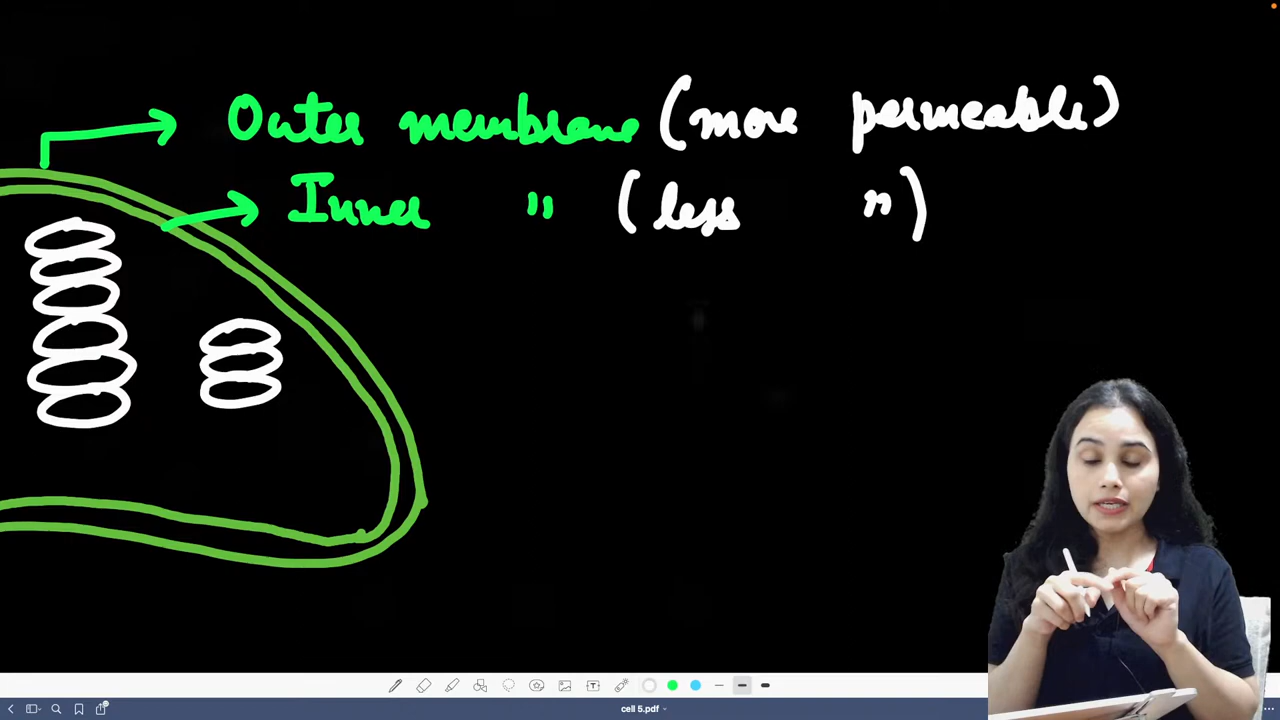 Outer membrane (more permeable)
Inner " (less ")
cell 5.pdf